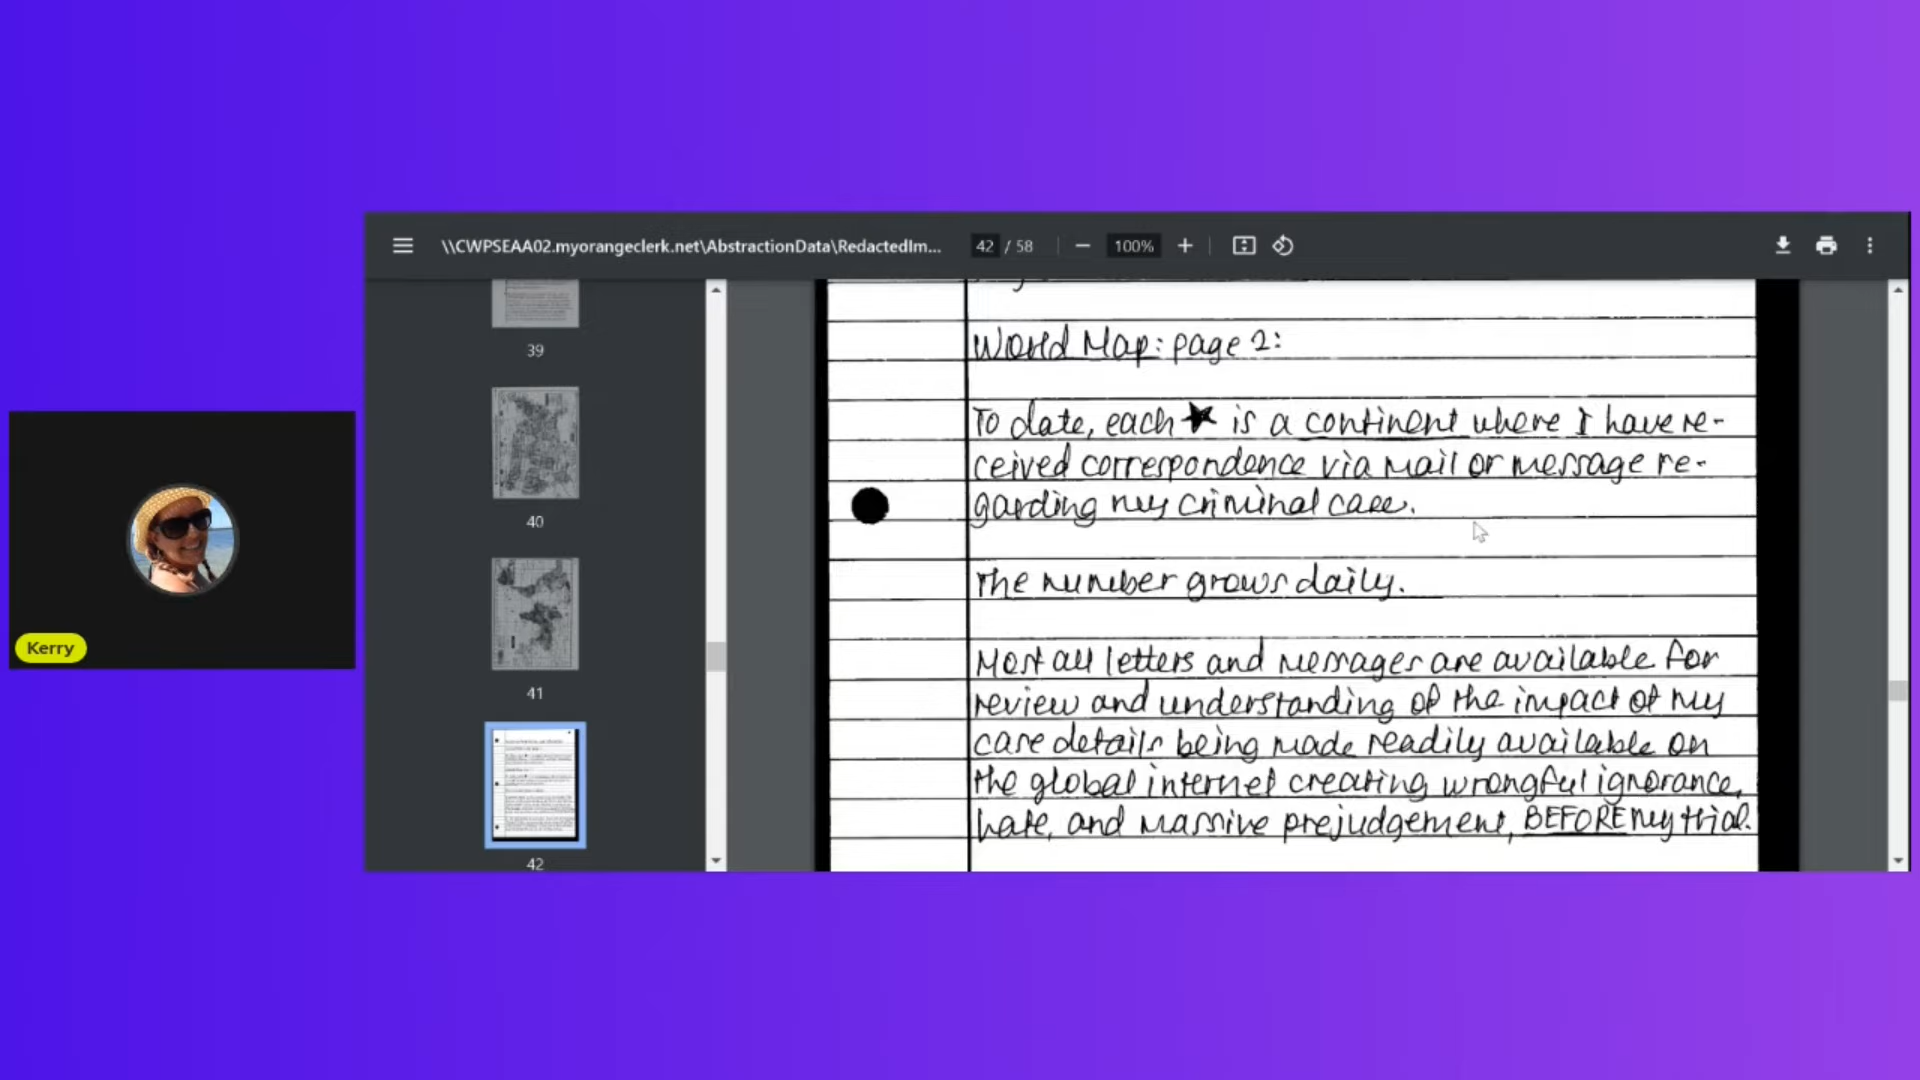 \\CWPSEAA02.myorangeclerk.net\AbstractionData\RedactedIm...
42 / 58
100%
39
40
41
42
Kerry
World Map: page 2:
To date, each ★ is a continent where I have re-
ceived correspondence via mail or message re-
garding my criminal case.
The number grows daily.
Most all letters and messages are available for
review and understanding of the impact of my
case details being made readily available on
the global internet creating wrongful ignorance,
hate, and massive prejudgement, BEFORE my trial.